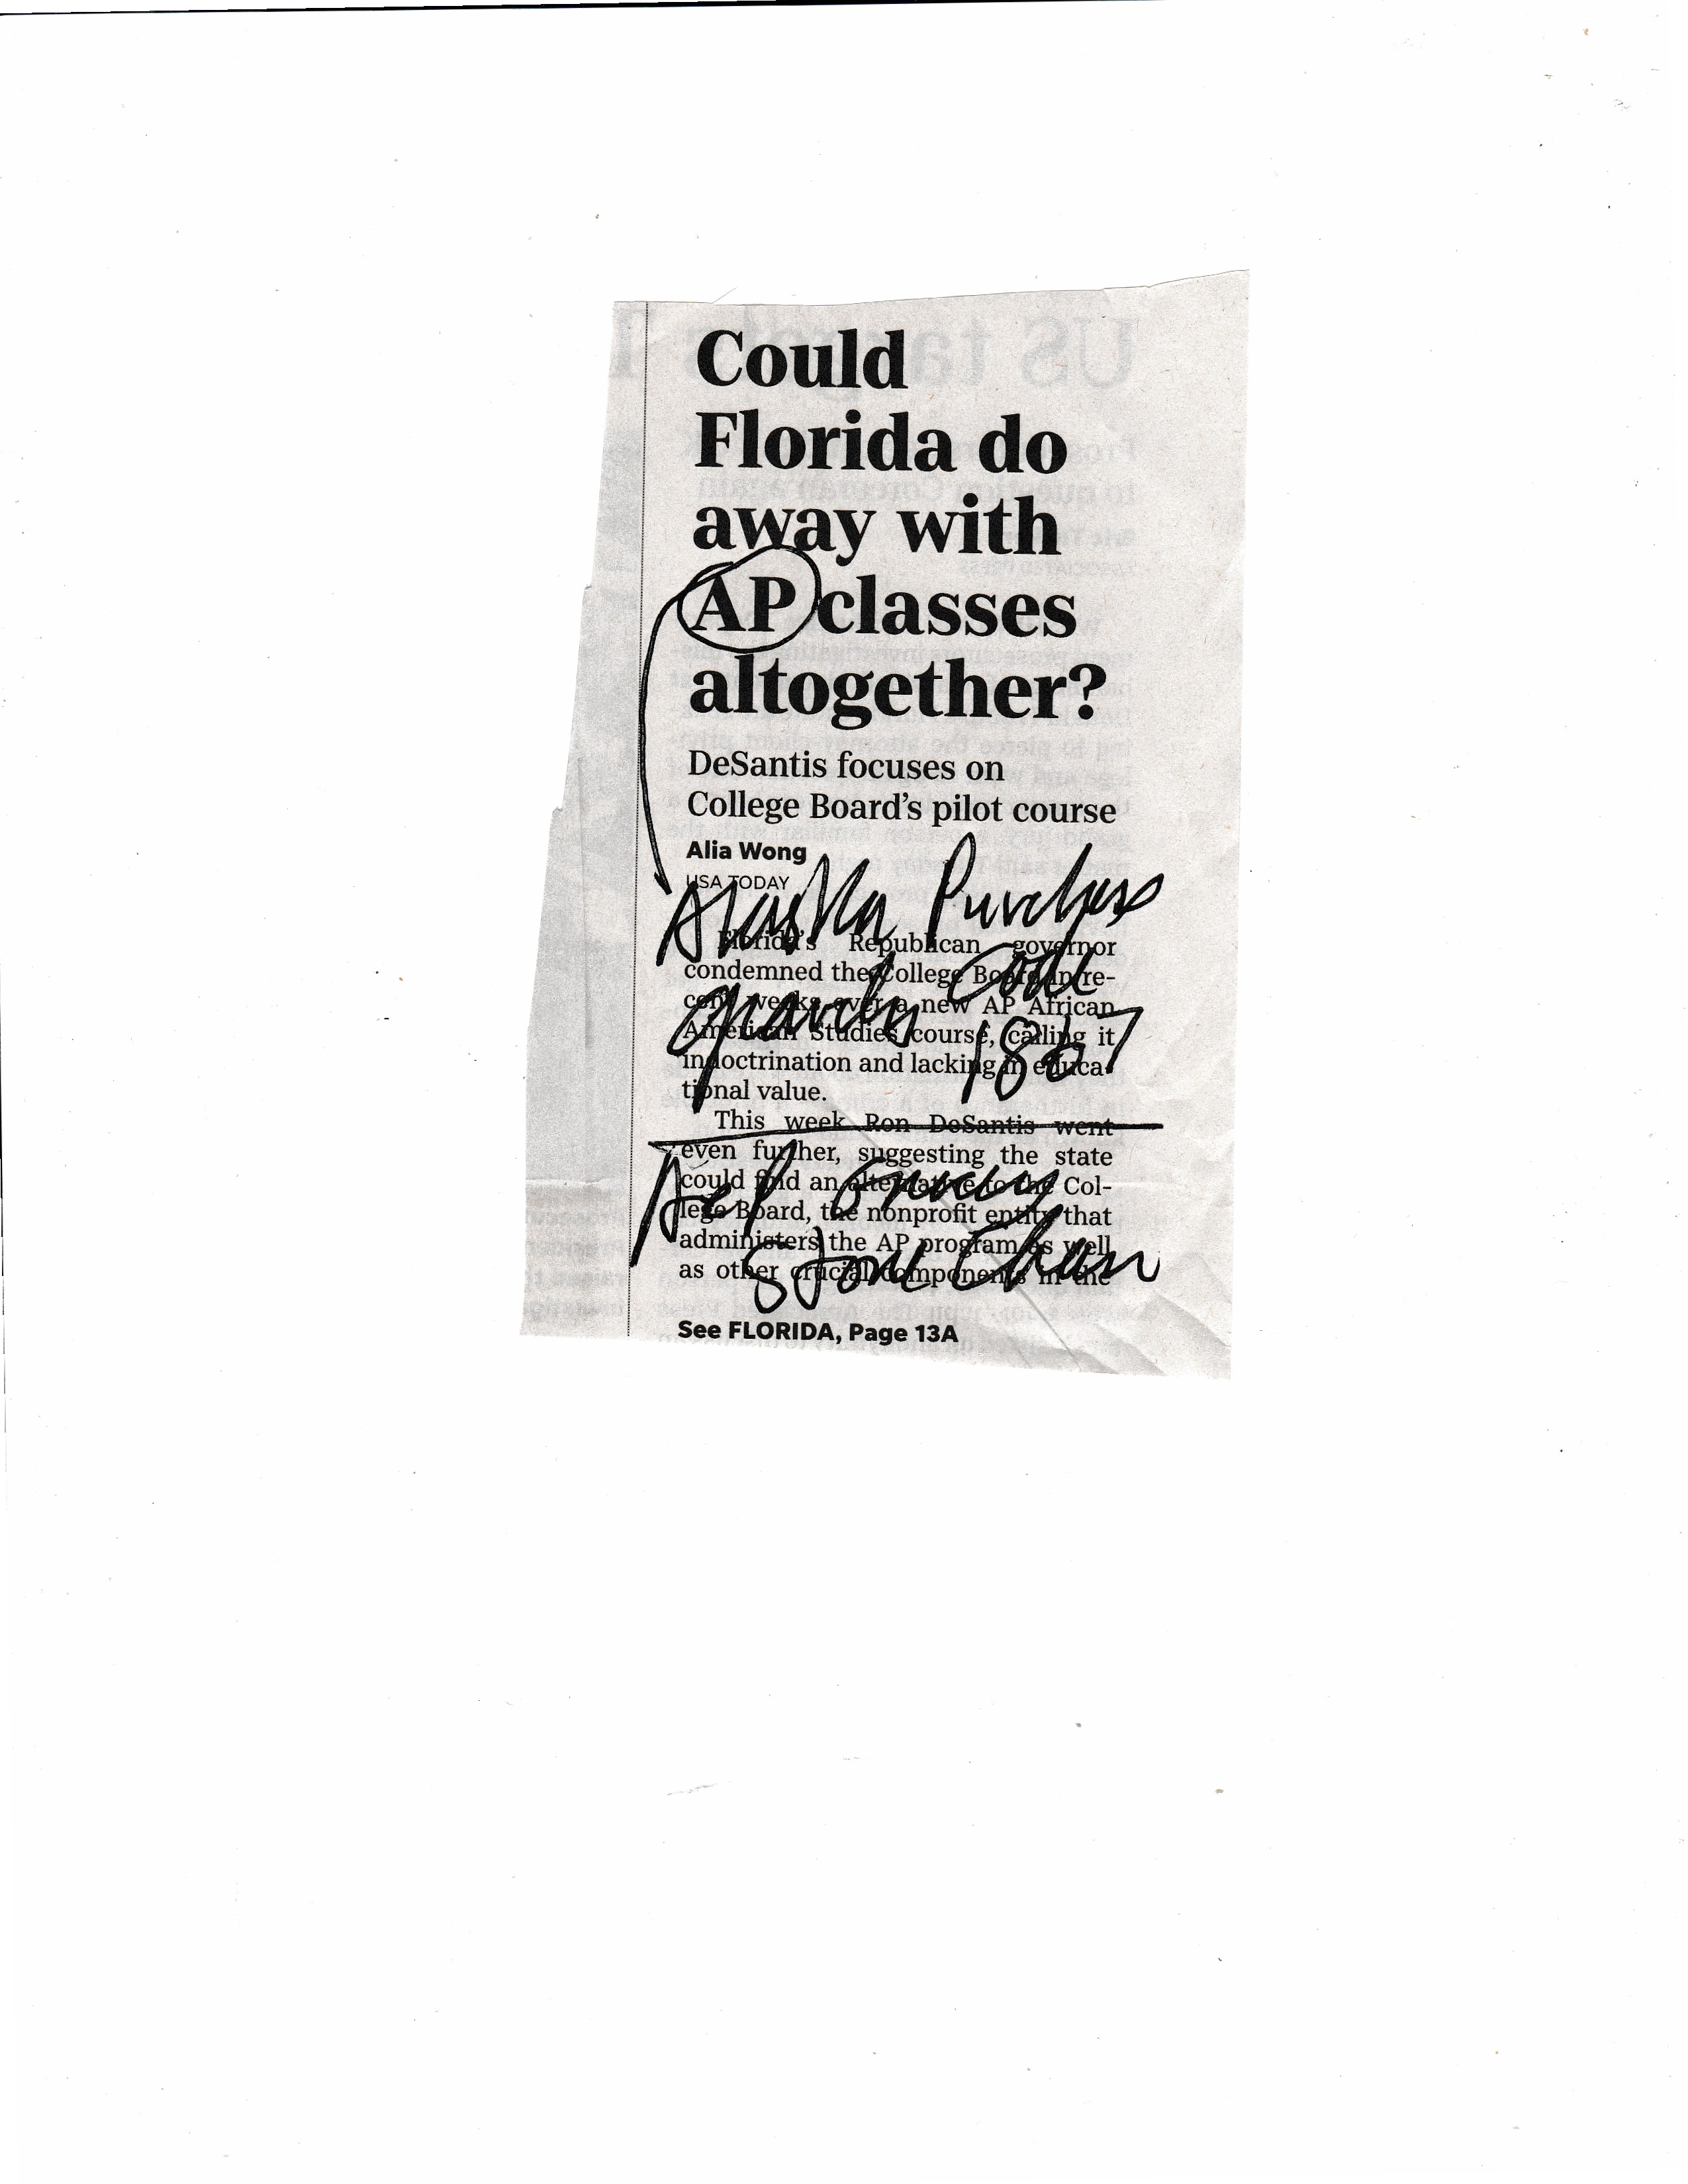 Could
Florida do
away with
AP classes
altogether?
DeSantis focuses on
College Board's pilot course
Alia Wong
USA TODAY
Alaska Purchase
Florida's Republican governor
condemned the College Board in re-
code
cent weeks over a new AP African
American Studies course, calling it
1867
indoctrination and lacking in educa-
tional value.
This week Ron DeSantis went
even further, suggesting the state
could find an alternative to the Col-
lege Board, the nonprofit entity that
administers the AP program as well
as other crucial components in the
Stone
See FLORIDA, Page 13A